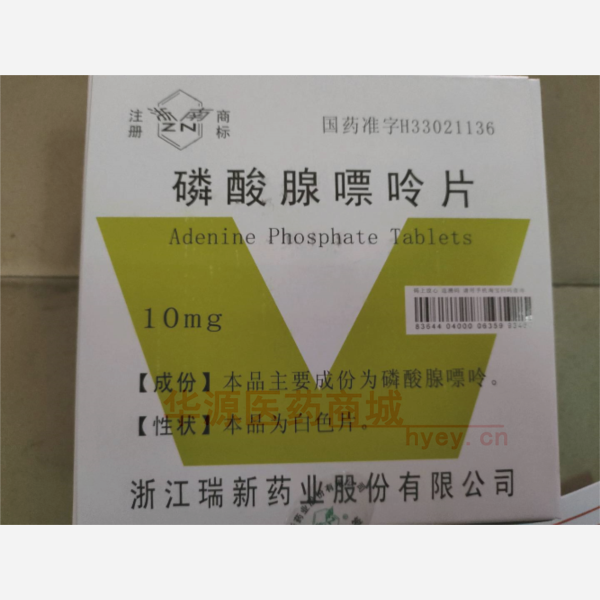 注册 商标
国药准字H33021136
磷酸腺嘌呤片
Adenine Phosphate Tablets
10mg
83644 04000 06359
【成份】本品主要成份为磷酸腺嘌呤。
华源医药商城
【性状】本品为白色片。
hyey.cn
浙江瑞新药业股份有限公司